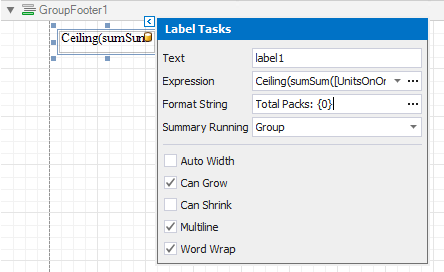 GroupFooter1
Ceiling(sumSum
Label Tasks
Text label1
Expression Ceiling(sumSum([UnitsOnOr
Format String Total Packs: {0}
Summary Running Group
Auto Width
Can Grow
Can Shrink
Multiline
Word Wrap